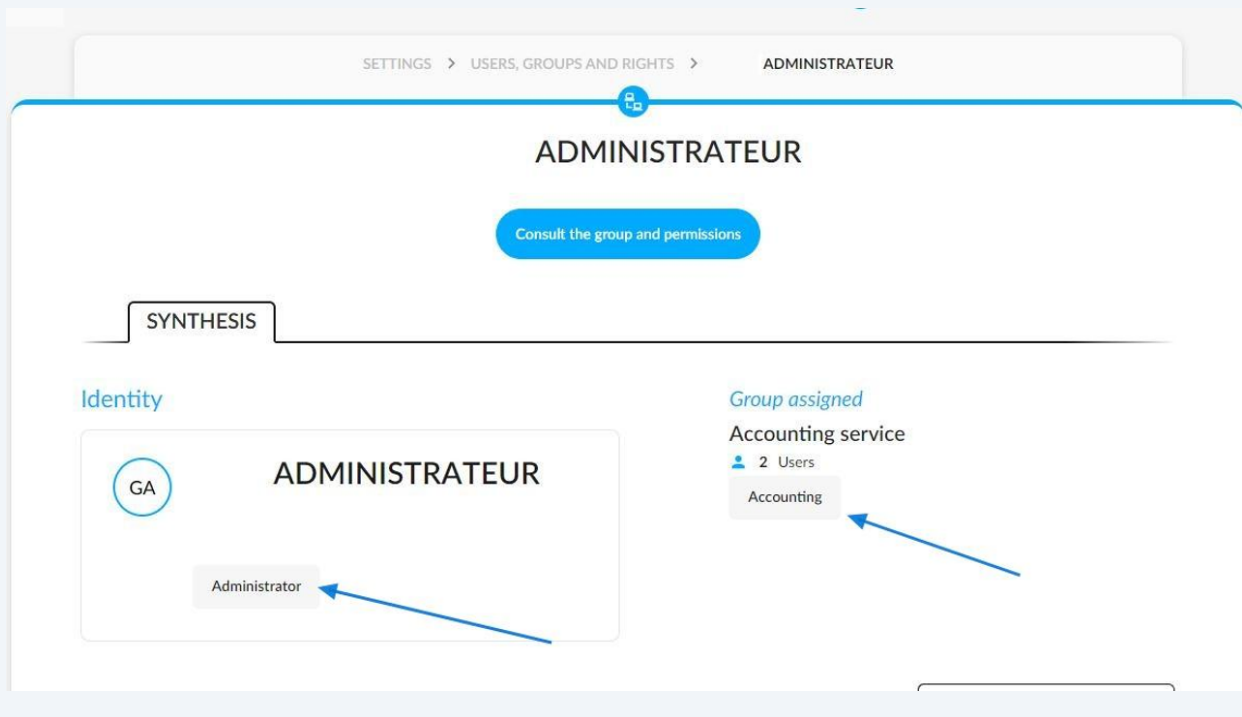 SETTINGS > USERS, GROUPS AND RIGHTS > ADMINISTRATEUR
ADMINISTRATEUR
Consult the group and permissions
SYNTHESIS
Identity
GA
ADMINISTRATEUR
Administrator
Group assigned
Accounting service
2 Users
Accounting